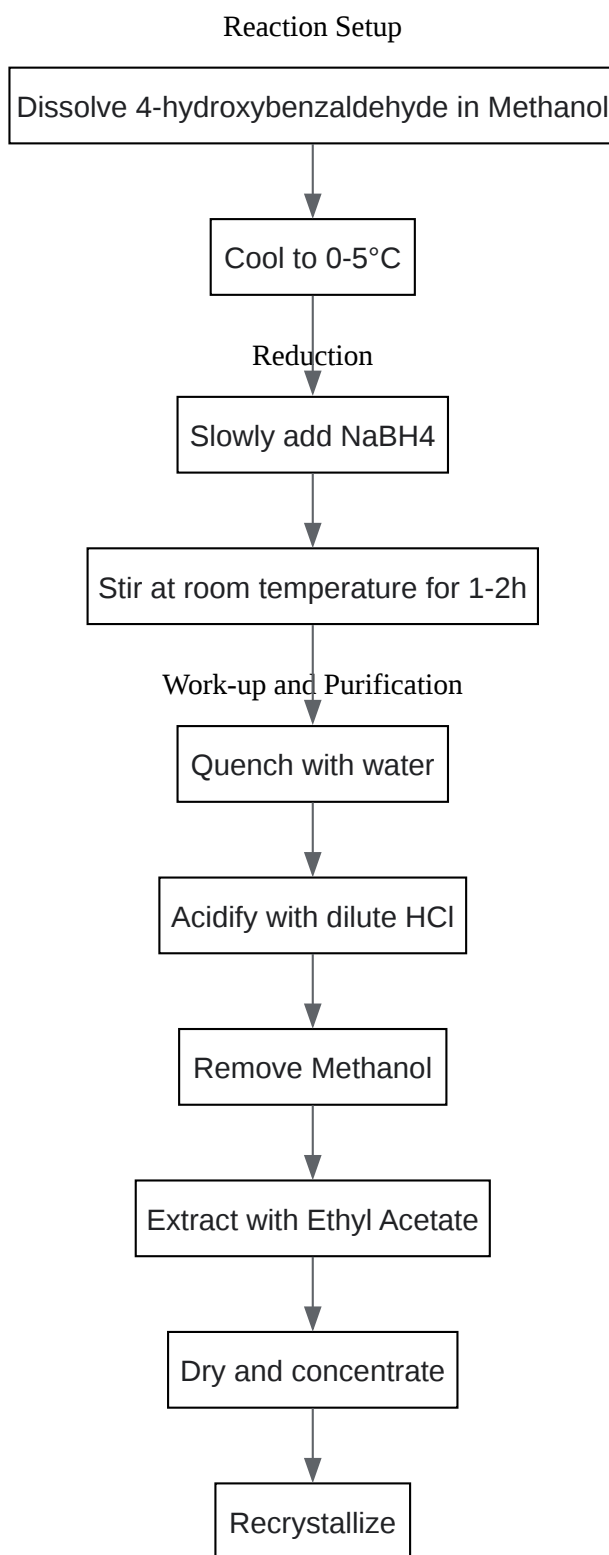 Reaction Setup
Dissolve 4-hydroxybenzaldehyde in Methanol
Cool to 0-5°C
Reduction
Slowly add NaBH4
Stir at room temperature for 1-2h
Work-up and Purification
Quench with water
Acidify with dilute HCl
Remove Methanol
Extract with Ethyl Acetate
Dry and concentrate
Recrystallize